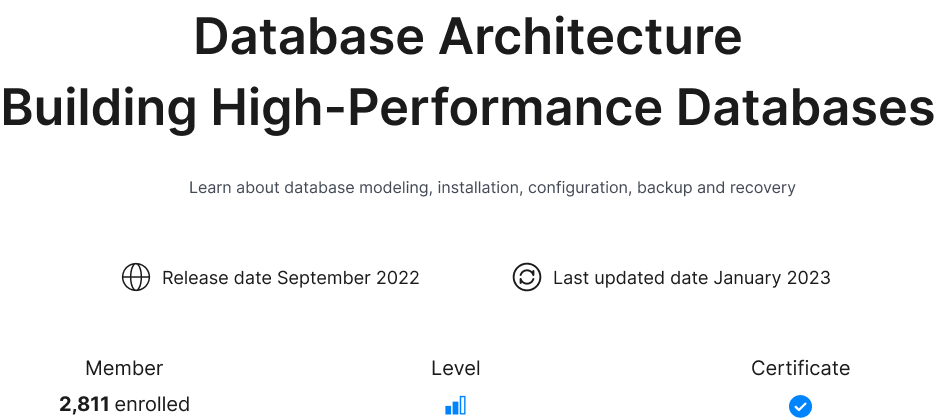 Database Architecture
Building High-Performance Databases
Learn about database modeling, installation, configuration, backup and recovery
Release date September 2022
Last updated date January 2023
Member
2,811 enrolled
Level
Certificate